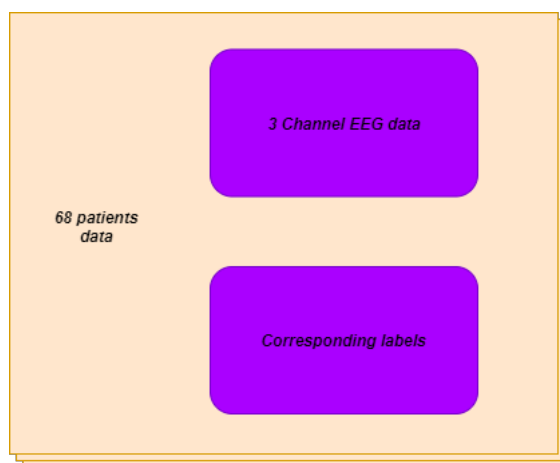 3 Channel EEG data
68 patients
data
Corresponding labels